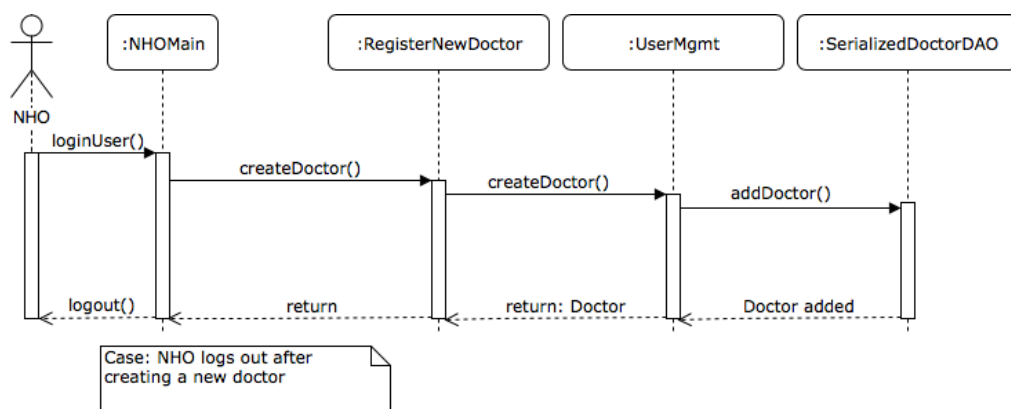 :NHOMain
:RegisterNewDoctor
:UserMgmt
:SerializedDoctorDAO
NHO
loginUser()
createDoctor()
createDoctor()
addDoctor()
logout()
return
return: Doctor
Doctor added
Case: NHO logs out after
creating a new doctor